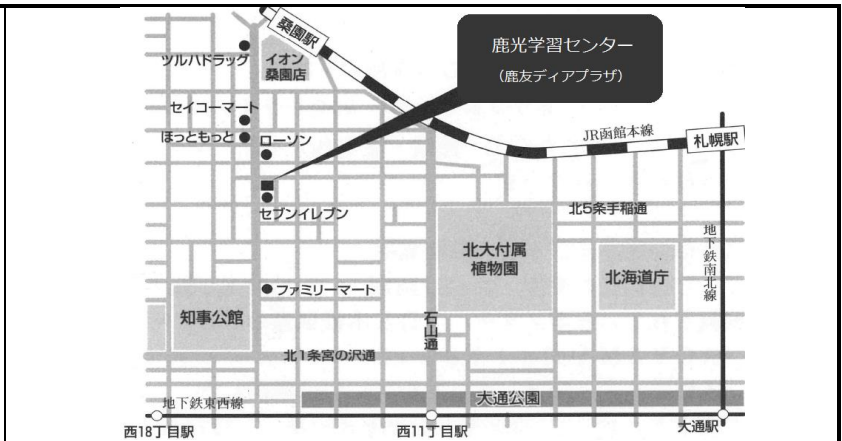 桑園駅
鹿光学習センター
(鹿友ディアプラザ)
ツルハドラッグ
イオン
桑園店
セイコーマート
ほっともっと
ローソン
JR函館本線
札幌駅
セブンイレブン
北5条手稲通
地下鉄南北線
北大付属
植物園
北海道庁
ファミリーマート
知事公館
石山通
北1条宮の沢通
大通公園
地下鉄東西線
西18丁目駅
西11丁目駅
大通駅